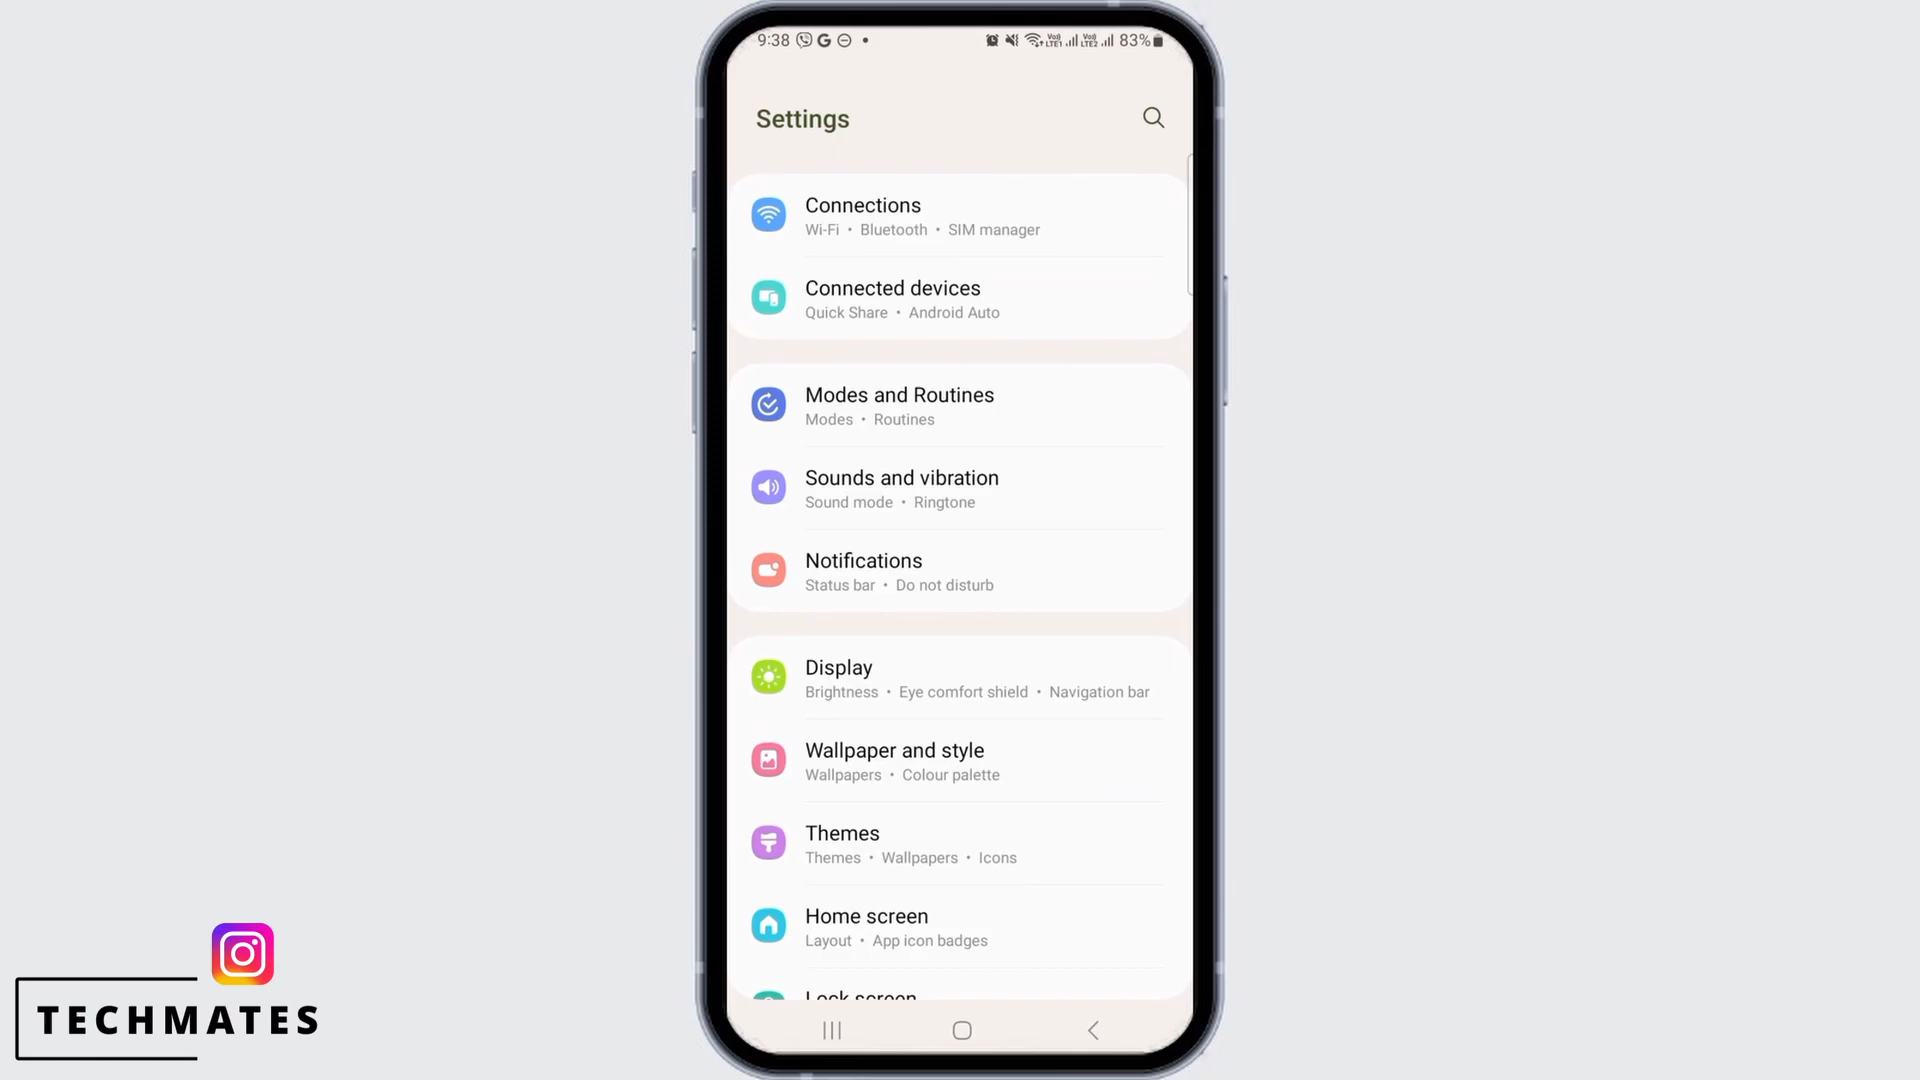 9:38 83%
Settings
Connections
Wi-Fi • Bluetooth • SIM manager
Connected devices
Quick Share • Android Auto
Modes and Routines
Modes • Routines
Sounds and vibration
Sound mode • Ringtone
Notifications
Status bar • Do not disturb
Display
Brightness • Eye comfort shield • Navigation bar
Wallpaper and style
Wallpapers • Colour palette
Themes
Themes • Wallpapers • Icons
Home screen
Layout • App icon badges
Lock screen
TECHMATES